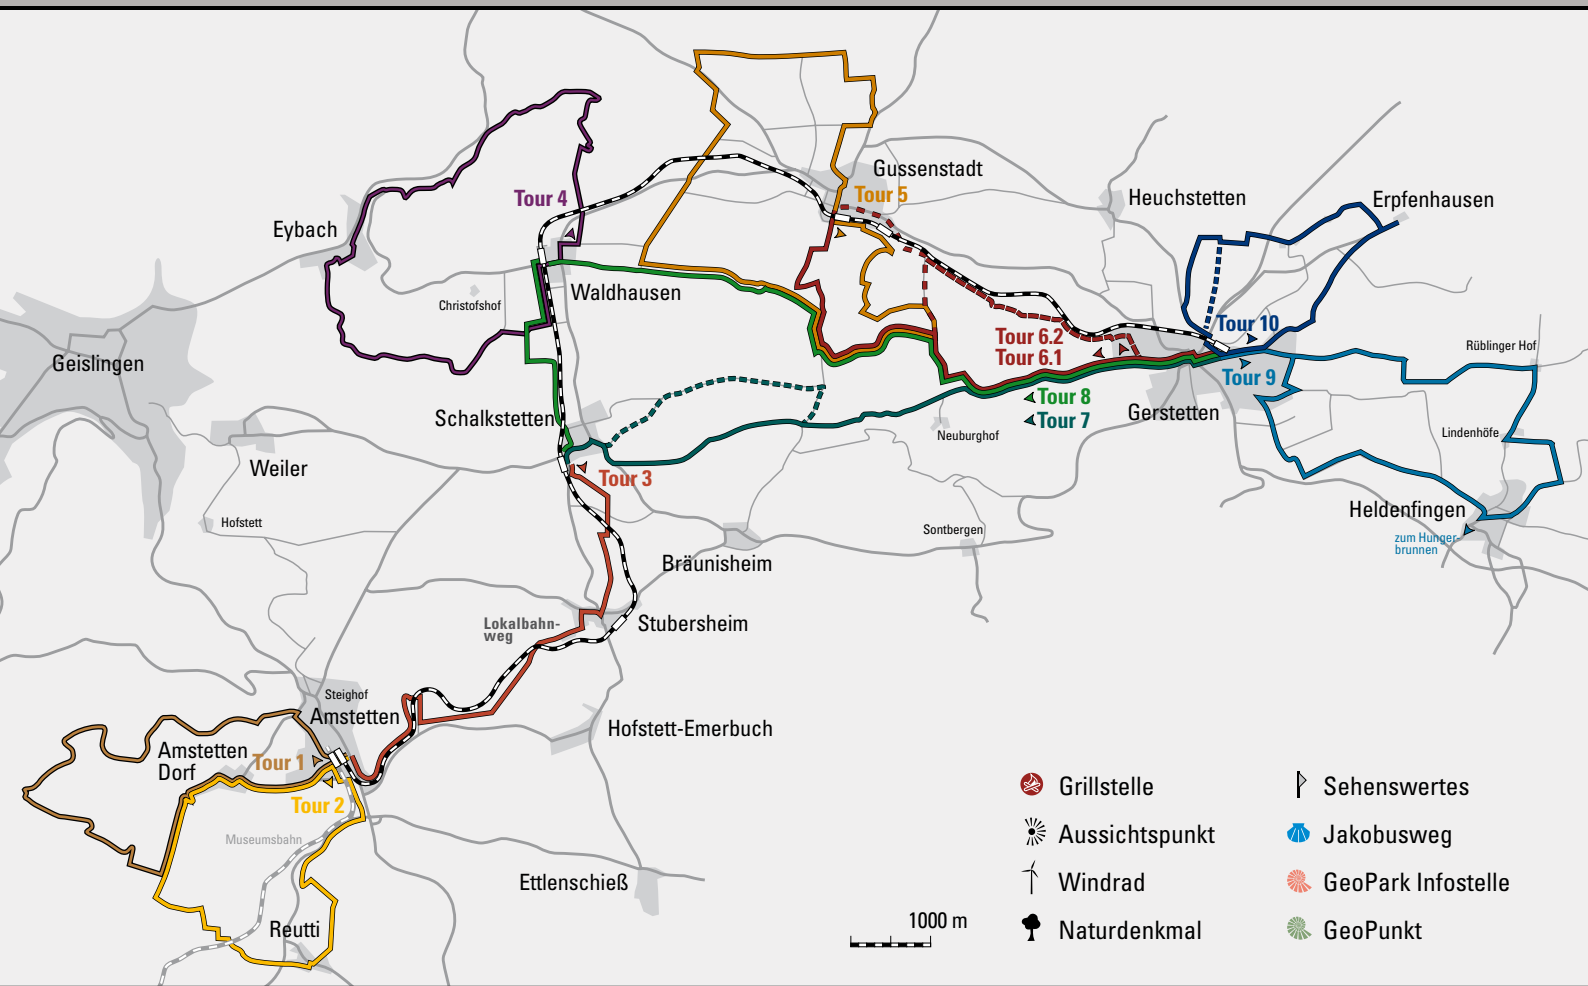 Gussenstadt
Tour 5
Tour 4
Heuchstetten
Erpfenhausen
Eybach
Waldhausen
Christofshof
Tour 10
Tour 6.2
Tour 6.1
Rüblinger Hof
Geislingen
Tour 9
Tour 8
Tour 7
Gerstetten
Schalkstetten
Neuburghof
Lindenhöfe
Weiler
Tour 3
Hofstett
Heldenfingen
zum Hunger-
brunnen
Sontbergen
Bräunisheim
Lokalbahn-
weg
Stubersheim
Steighof
Amstetten
Hofstett-Emerbuch
Amstetten
Dorf
Tour 1
Tour 2
Museumsbahn
Ettlenschieß
Reutti
1000 m
Grillstelle
Aussichtspunkt
Windrad
Naturdenkmal
Sehenswertes
Jakobusweg
GeoPark Infostelle
GeoPunkt